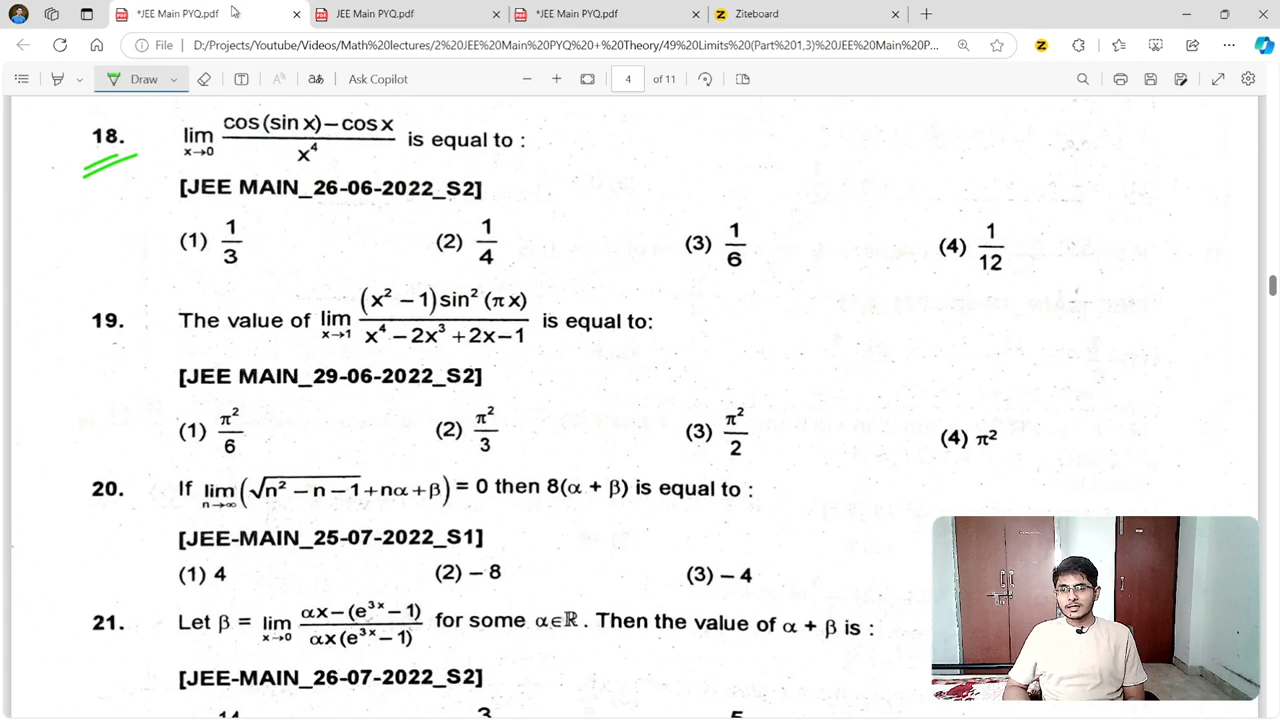 *JEE Main PYQ.pdf
JEE Main PYQ.pdf
*JEE Main PYQ.pdf
Ziteboard
File
D:/Projects/Youtube/Videos/Math%20lectures/2%20JEE%20Main%20PYQ%20+%20Theory/49%20Limits%20(Part%201,3)%20JEE%20Main%20P...
Draw
Ask Copilot
4 of 11
18. lim x→0 (cos(sin x) – cos x)/x⁴ is equal to :
[JEE MAIN_26-06-2022_S2]
(1) 1/3 (2) 1/4 (3) 1/6 (4) 1/12
19. The value of lim x→1 ((x² – 1) sin² (πx))/(x⁴ – 2x³ + 2x – 1) is equal to:
[JEE MAIN_29-06-2022_S2]
(1) π²/6 (2) π²/3 (3) π²/2 (4) π²
20. If lim n→∞ (√(n² – n – 1) + nα + β) = 0 then 8(α + β) is equal to :
[JEE-MAIN_25-07-2022_S1]
(1) 4 (2) – 8 (3) – 4
21. Let β = lim x→0 (αx – (e³ˣ – 1))/(αx(e³ˣ – 1)) for some α∈ℝ. Then the value of α + β is :
[JEE-MAIN_26-07-2022_S2]